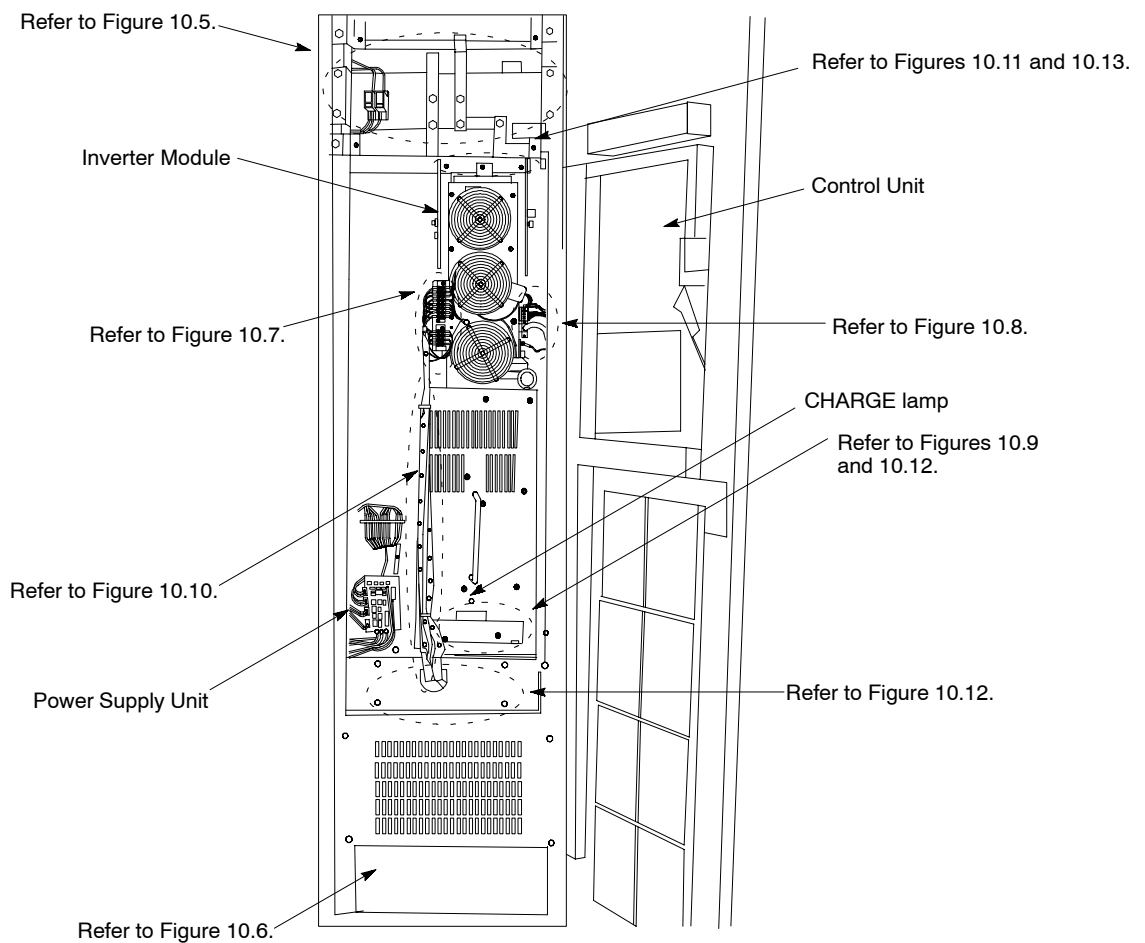 Refer to Figure 10.5.
Refer to Figures 10.11 and 10.13.
Inverter Module
Control Unit
Refer to Figure 10.7.
Refer to Figure 10.8.
CHARGE lamp
Refer to Figures 10.9
and 10.12.
Refer to Figure 10.10.
Power Supply Unit
Refer to Figure 10.12.
Refer to Figure 10.6.